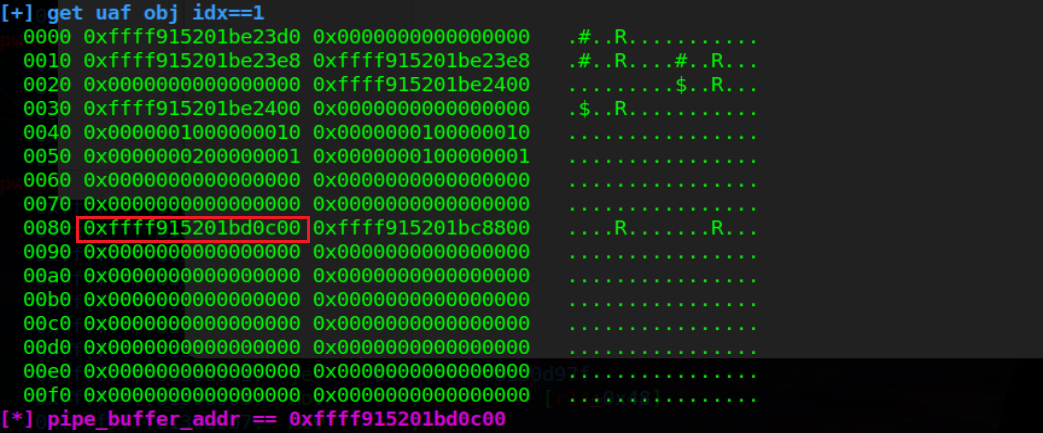 [+] get uaf obj idx==1
0000 0xffff915201be23d0 0x0000000000000000 .#..R...........
0010 0xffff915201be23e8 0xffff915201be23e8 .#..R....#..R...
0020 0x0000000000000000 0xffff915201be2400 .........$..R...
0030 0xffff915201be2400 0x0000000000000000 .$..R...........
0040 0x0000001000000010 0x0000000100000010 ................
0050 0x0000000200000001 0x0000000100000001 ................
0060 0x0000000000000000 0x0000000000000000 ................
0070 0x0000000000000000 0x0000000000000000 ................
0080 0xffff915201bd0c00 0xffff915201bc8800 ....R.......R...
0090 0x0000000000000000 0x0000000000000000 ................
00a0 0x0000000000000000 0x0000000000000000 ................
00b0 0x0000000000000000 0x0000000000000000 ................
00c0 0x0000000000000000 0x0000000000000000 ................
00d0 0x0000000000000000 0x0000000000000000 ................
00e0 0x0000000000000000 0x0000000000000000 ................
00f0 0x0000000000000000 0x0000000000000000 ................
[*] pipe_buffer_addr == 0xffff915201bd0c00